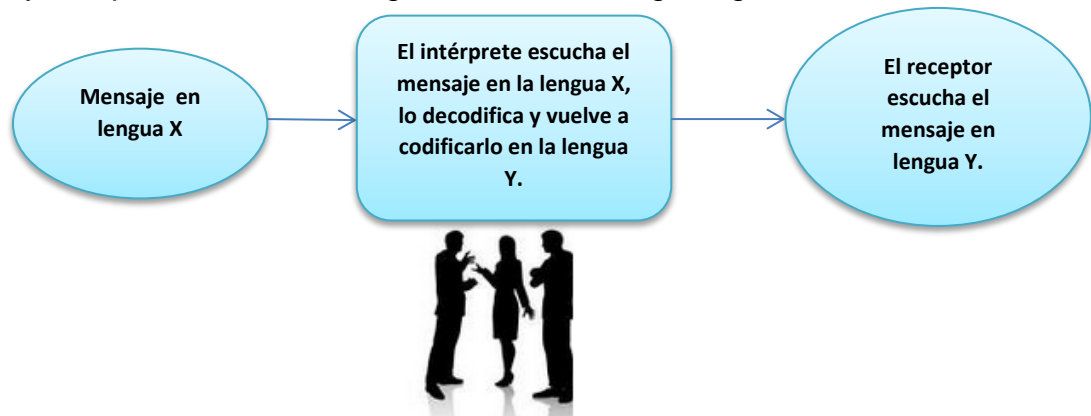 Mensaje en
lengua X
El intérprete escucha el
mensaje en la lengua X,
lo decodifica y vuelve a
codificarlo en la lengua
Y.
El receptor
escucha el
mensaje en
lengua Y.